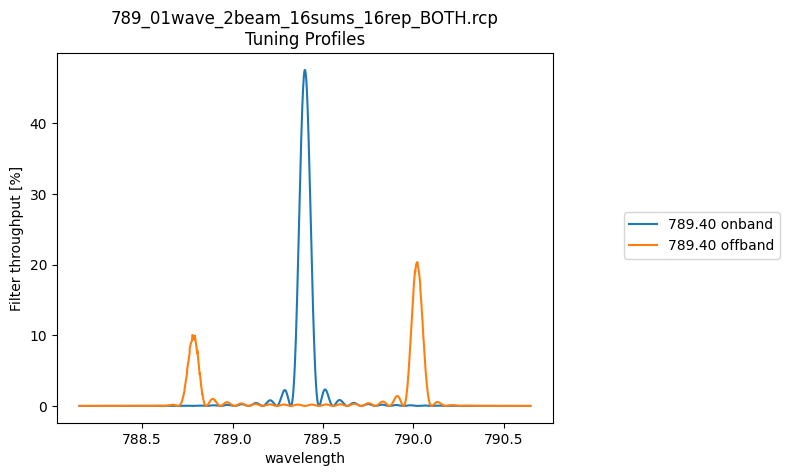 789_01wave_2beam_16sums_16rep_BOTH.rcp
Tuning Profiles
Filter throughput [%]
40
30
20
10
0
788.5 789.0 789.5 790.0 790.5
wavelength
789.40 onband
789.40 offband